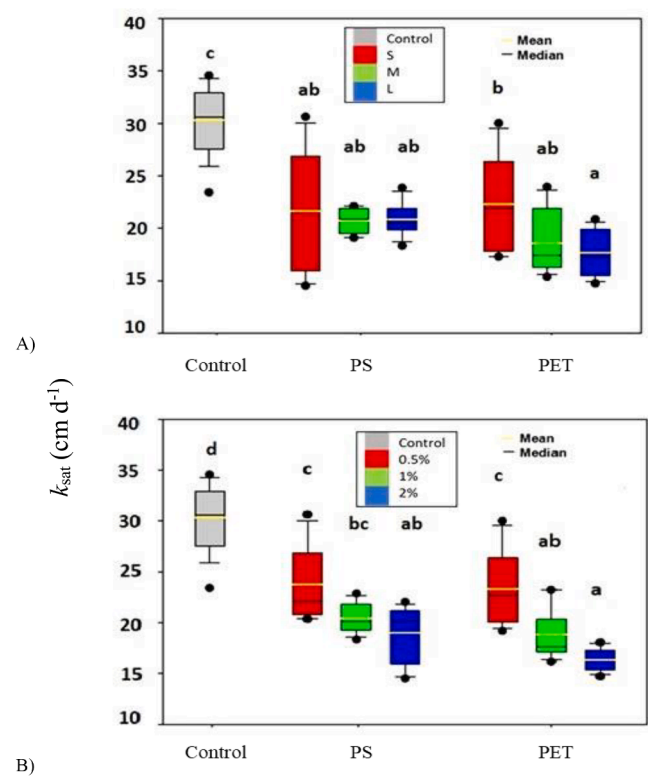 40
35
30
25
20
15
10
Control
S
M
L
Mean
Median
c
ab
ab
ab
b
ab
a
A)
Control PS PET
ksat (cm d-1)
40
35
30
25
20
15
10
Control
0.5%
1%
2%
Mean
Median
d
c
bc
ab
c
ab
a
Control PS PET
B)